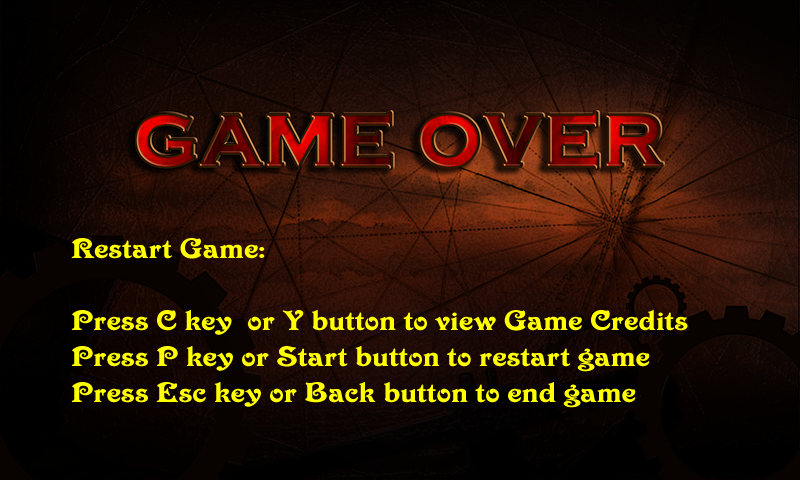 GAME OVER
Restart Game:
Press C key  or Y button to view Game Credits
Press P key or Start button to restart game
Press Esc key or Back button to end game